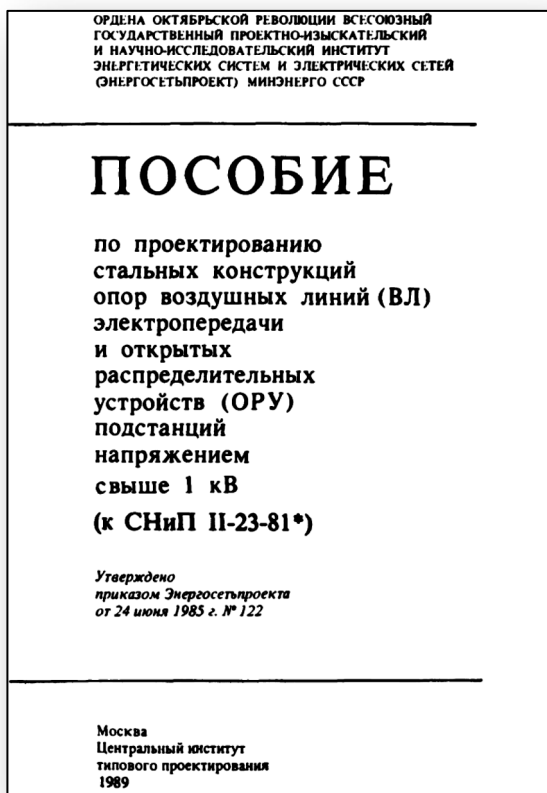 ОРДЕНА ОКТЯБРЬСКОЙ РЕВОЛЮЦИИ ВСЕСОЮЗНЫЙ
ГОСУДАРСТВЕННЫЙ ПРОЕКТНО-ИЗЫСКАТЕЛЬСКИЙ
И НАУЧНО-ИССЛЕДОВАТЕЛЬСКИЙ ИНСТИТУТ
ЭНЕРГЕТИЧЕСКИХ СИСТЕМ И ЭЛЕКТРИЧЕСКИХ СЕТЕЙ
(ЭНЕРГОСЕТЬПРОЕКТ) МИНЭНЕРГО СССР
ПОСОБИЕ
по проектированию
стальных конструкций
опор воздушных линий (ВЛ)
электропередачи
и открытых
распределительных
устройств (ОРУ)
подстанций
напряжением
свыше 1 кВ
(к СНиП II-23-81*)
Утверждено
приказом Энергосетьпроекта
от 24 июня 1985 г. № 122
Москва
Центральный институт
типового проектирования
1989